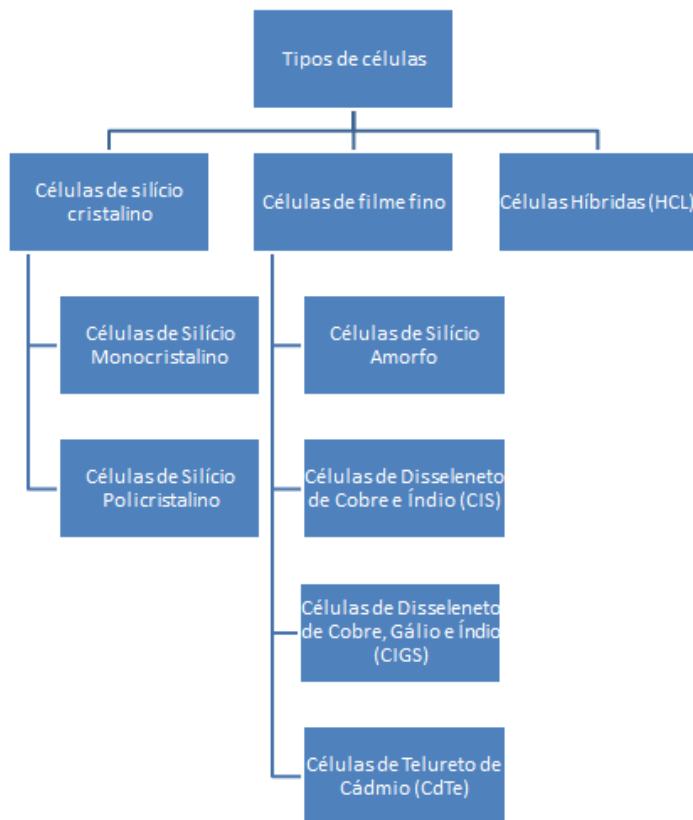 Tipos de células
Células de silício
cristalino
Células de filme fino
Células Híbridas (HCL)
Células de Silício
Monocristalino
Células de Silício
Policristalino
Células de Silício
Amorfo
Células de Disseleneto
de Cobre e Índio (CIS)
Células de Disseleneto
de Cobre, Gálio e Índio
(CIGS)
Células de Telureto de
Cádmio (CdTe)